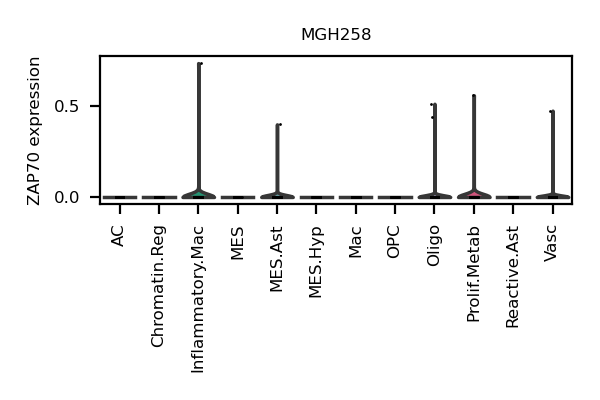 MGH258
ZAP70 expression
0.5
0.0
AC
Chromatin.Reg
Inflammatory.Mac
MES
MES.Ast
MES.Hyp
Mac
OPC
Oligo
Prolif.Metab
Reactive.Ast
Vasc